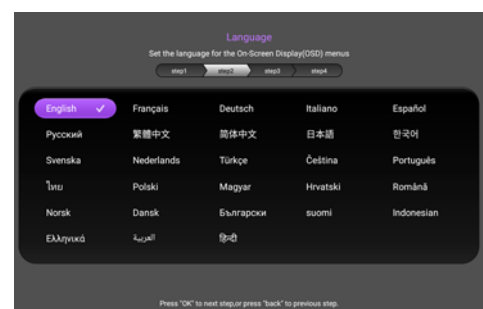 Language
Set the language for the On-Screen Display(OSD) menus
step1 step2 step3 step4
English Français Deutsch Italiano Español
Русский 繁體中文 简体中文 日本語 한국어
Svenska Nederlands Türkçe Čeština Português
ไทย Polski Magyar Hrvatski Română
Norsk Dansk Български suomi Indonesian
Ελληνικά العربية हिन्दी
Press "OK" to next step,or press "back" to previous step.